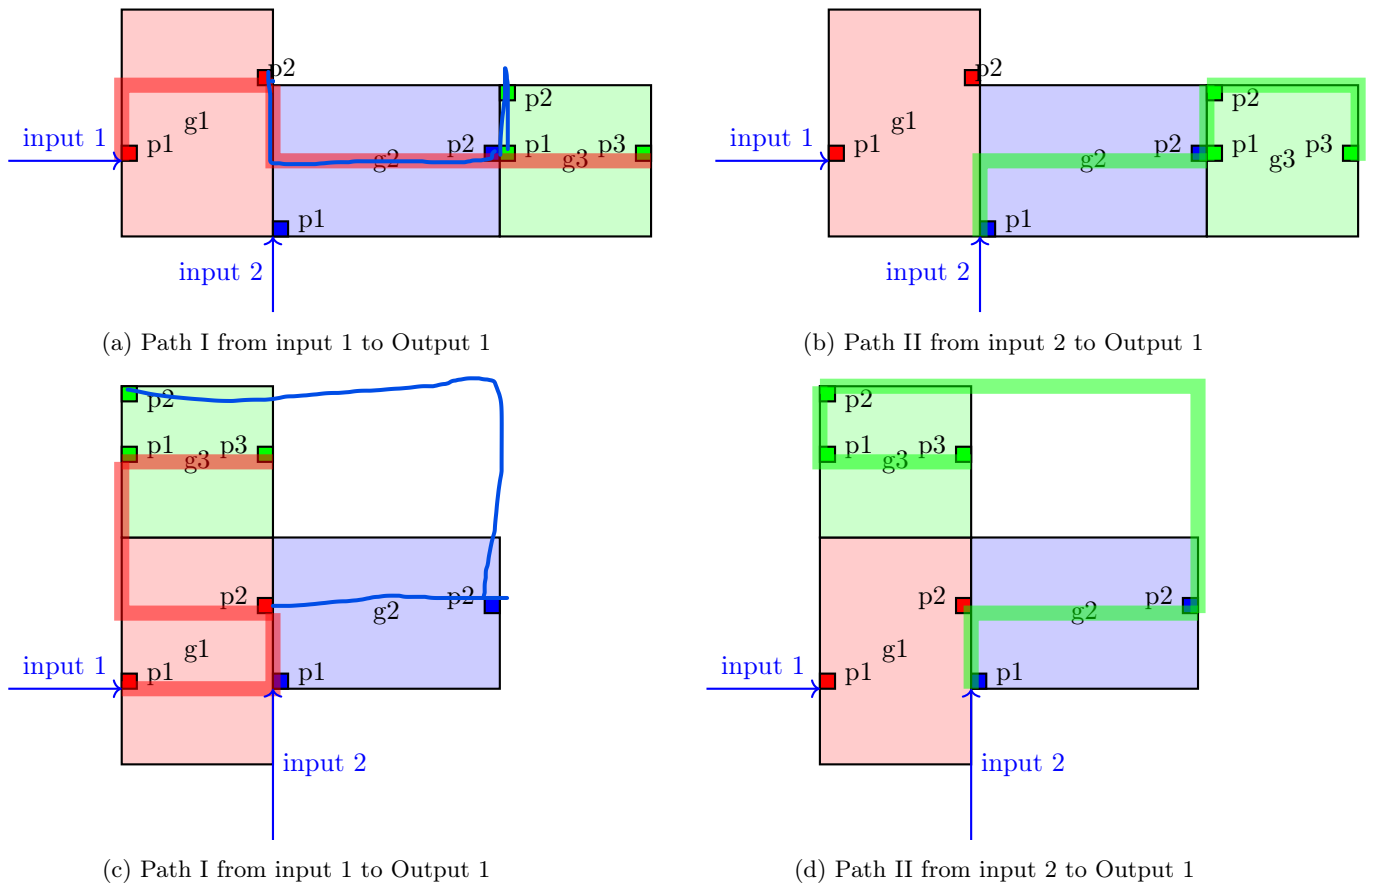 p2
g1
input 1
p1
p2
p2
p1
p3
g2
g3
p1
input 2
(a) Path I from input 1 to Output 1
p2
g1
input 1
p1
p2
p2
p1
p3
g2
g3
p1
input 2
(b) Path II from input 2 to Output 1
p2
p1
p3
g3
p2
p2
g2
g1
input 1
p1
p1
input 2
(c) Path I from input 1 to Output 1
p2
p1
p3
g3
p2
p2
g2
g1
input 1
p1
p1
input 2
(d) Path II from input 2 to Output 1